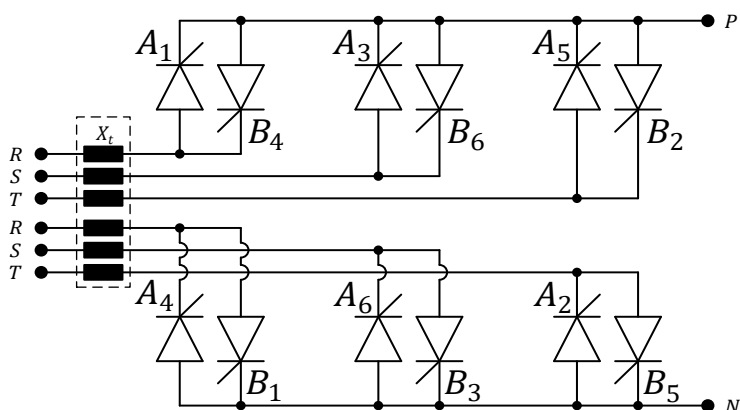 A₁ A₃ A₅ P
B₄ B₆ B₂
Xₜ
R
S
T
R
S
T
A₄ A₆ A₂
B₁ B₃ B₅
N